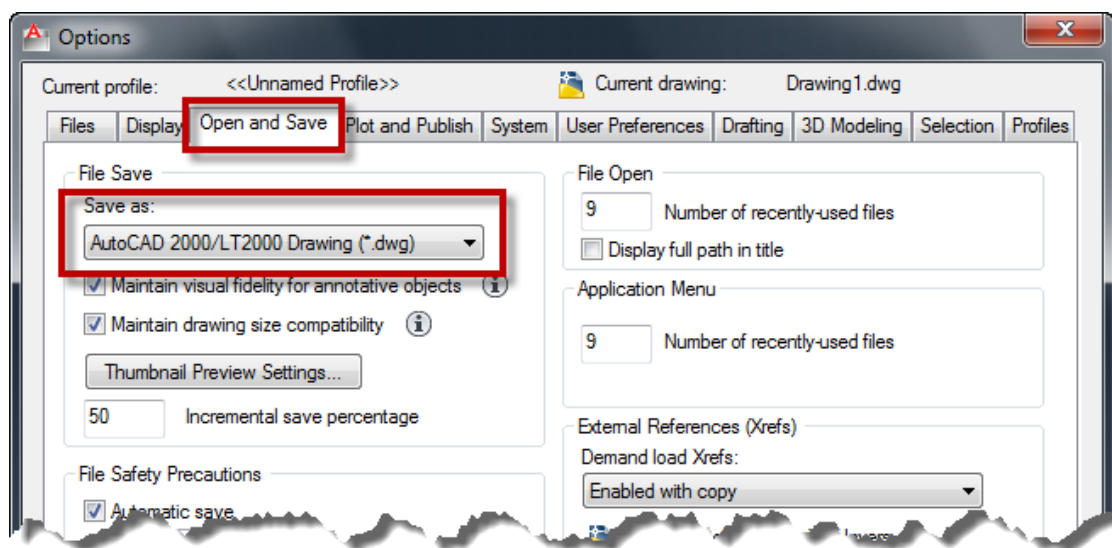 Options
Current profile: <<Unnamed Profile>> Current drawing: Drawing1.dwg
Files Display Open and Save Plot and Publish System User Preferences Drafting 3D Modeling Selection Profiles
File Save
Save as:
AutoCAD 2000/LT2000 Drawing (*.dwg)
Maintain visual fidelity for annotative objects
Maintain drawing size compatibility
Thumbnail Preview Settings...
50 Incremental save percentage
File Safety Precautions
Automatic save
File Open
9 Number of recently-used files
Display full path in title
Application Menu
9 Number of recently-used files
External References (Xrefs)
Demand load Xrefs:
Enabled with copy